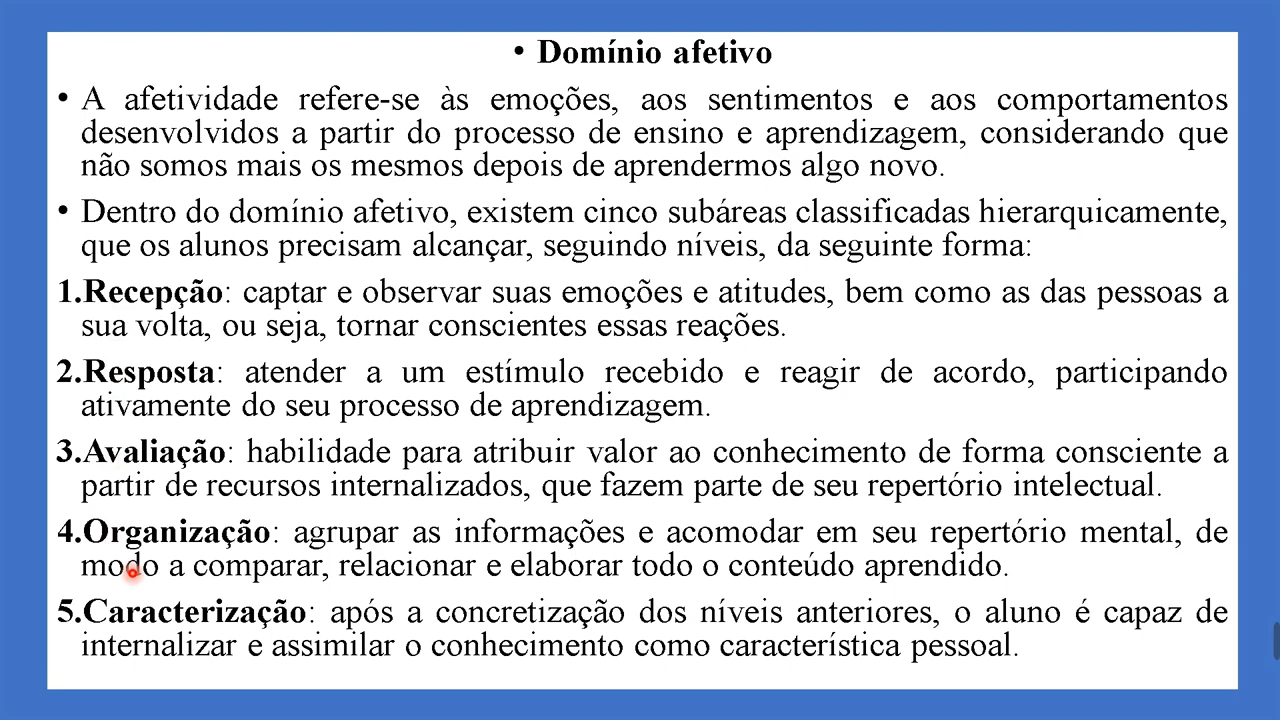 • Domínio afetivo
• A afetividade refere-se às emoções, aos sentimentos e aos comportamentos
desenvolvidos a partir do processo de ensino e aprendizagem, considerando que
não somos mais os mesmos depois de aprendermos algo novo.
• Dentro do domínio afetivo, existem cinco subáreas classificadas hierarquicamente,
que os alunos precisam alcançar, seguindo níveis, da seguinte forma:
1.Recepção: captar e observar suas emoções e atitudes, bem como as das pessoas a
sua volta, ou seja, tornar conscientes essas reações.
2.Resposta: atender a um estímulo recebido e reagir de acordo, participando
ativamente do seu processo de aprendizagem.
3.Avaliação: habilidade para atribuir valor ao conhecimento de forma consciente a
partir de recursos internalizados, que fazem parte de seu repertório intelectual.
4.Organização: agrupar as informações e acomodar em seu repertório mental, de
modo a comparar, relacionar e elaborar todo o conteúdo aprendido.
5.Caracterização: após a concretização dos níveis anteriores, o aluno é capaz de
internalizar e assimilar o conhecimento como característica pessoal.